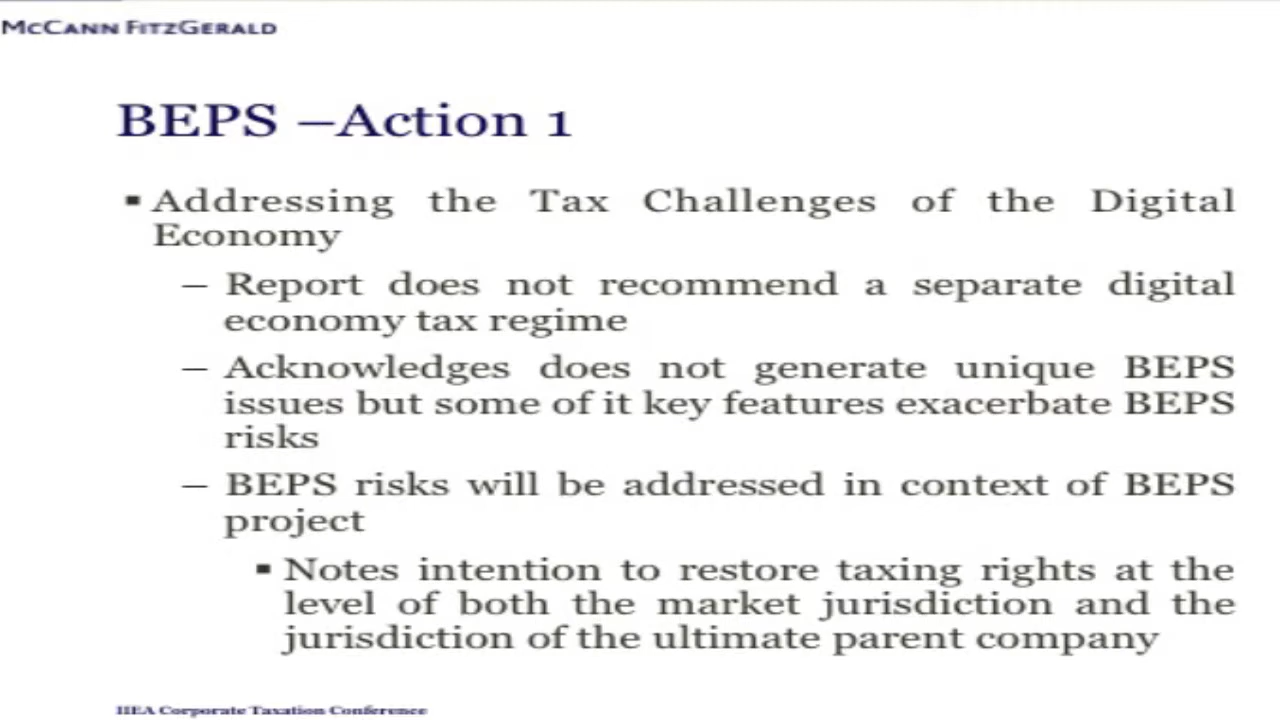 McCann FitzGerald
BEPS –Action 1
▪ Addressing the Tax Challenges of the Digital
Economy
– Report does not recommend a separate digital
economy tax regime
– Acknowledges does not generate unique BEPS
issues but some of it key features exacerbate BEPS
risks
– BEPS risks will be addressed in context of BEPS
project
▪ Notes intention to restore taxing rights at the
level of both the market jurisdiction and the
jurisdiction of the ultimate parent company
IIEA Corporate Taxation Conference